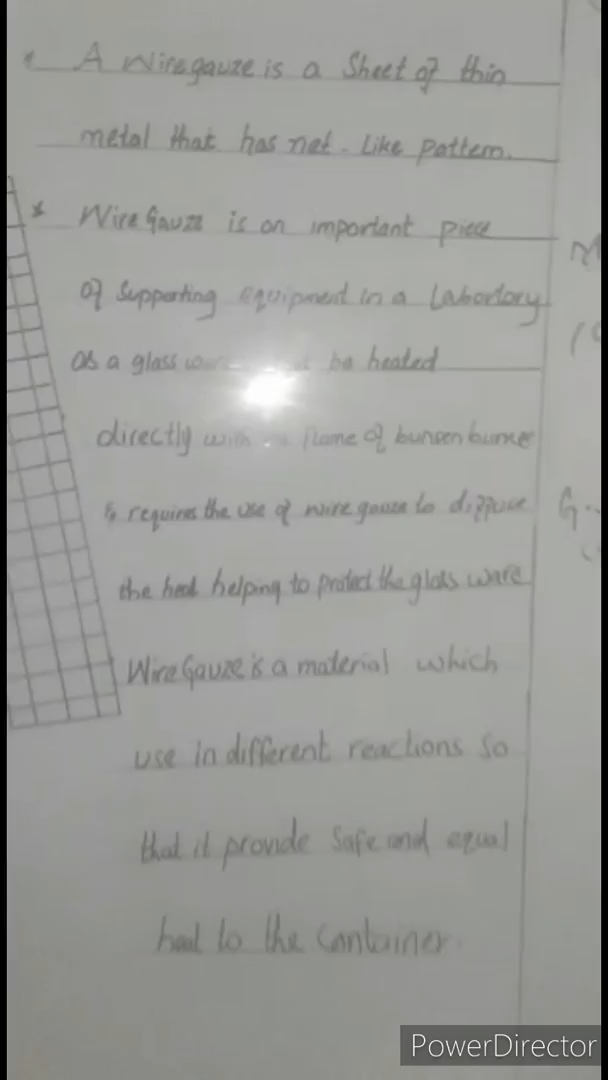 * A Wire gauze is a Sheet of thin
metal that has net - Like pattern.
* Wire Gauze is an important piece
of supporting equipment in a Labortory
as a glass be heated
directly with flame of bunsen burner
& requires the use of wire gauze to diffuse
the heat helping to protect the glass ware
Wire Gauze is a material which
use in different reactions so
that it provide safe and equal
heat to the container.
G
PowerDirector